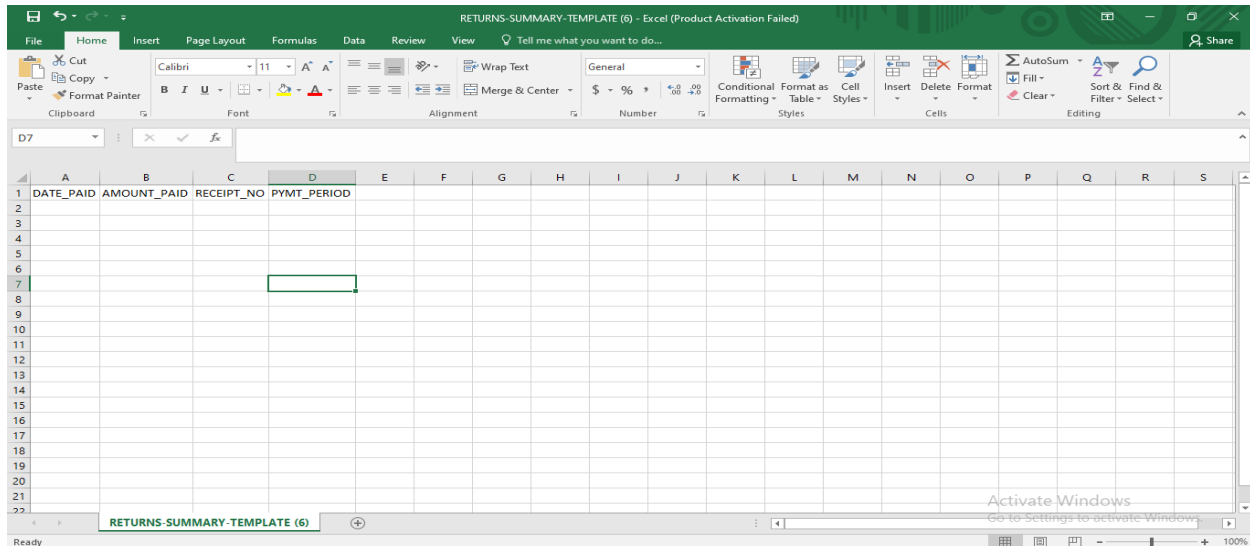 RETURNS-SUMMARY-TEMPLATE (6) - Excel (Product Activation Failed)
File Home Insert Page Layout Formulas Data Review View Tell me what you want to do... Share
Cut
Copy
Format Painter
Paste
Clipboard
Calibri 11 A A
B I U A
Font
Wrap Text
Merge & Center
Alignment
General
$ % , .0 .00 .00 .0
Number
Conditional Formatting
Format as Table
Cell Styles
Styles
Insert Delete Format
Cells
AutoSum
Fill
Clear
Sort & Filter
Find & Select
Editing
D7 fx
A B C D E F G H I J K L M N O P Q R S
1 DATE_PAID AMOUNT_PAID RECEIPT_NO PYMT_PERIOD
2
3
4
5
6
7
8
9
10
11
12
13
14
15
16
17
18
19
20
21
22
Activate Windows
Go to Settings to activate Windows.
RETURNS-SUMMARY-TEMPLATE (6)
Ready 100%